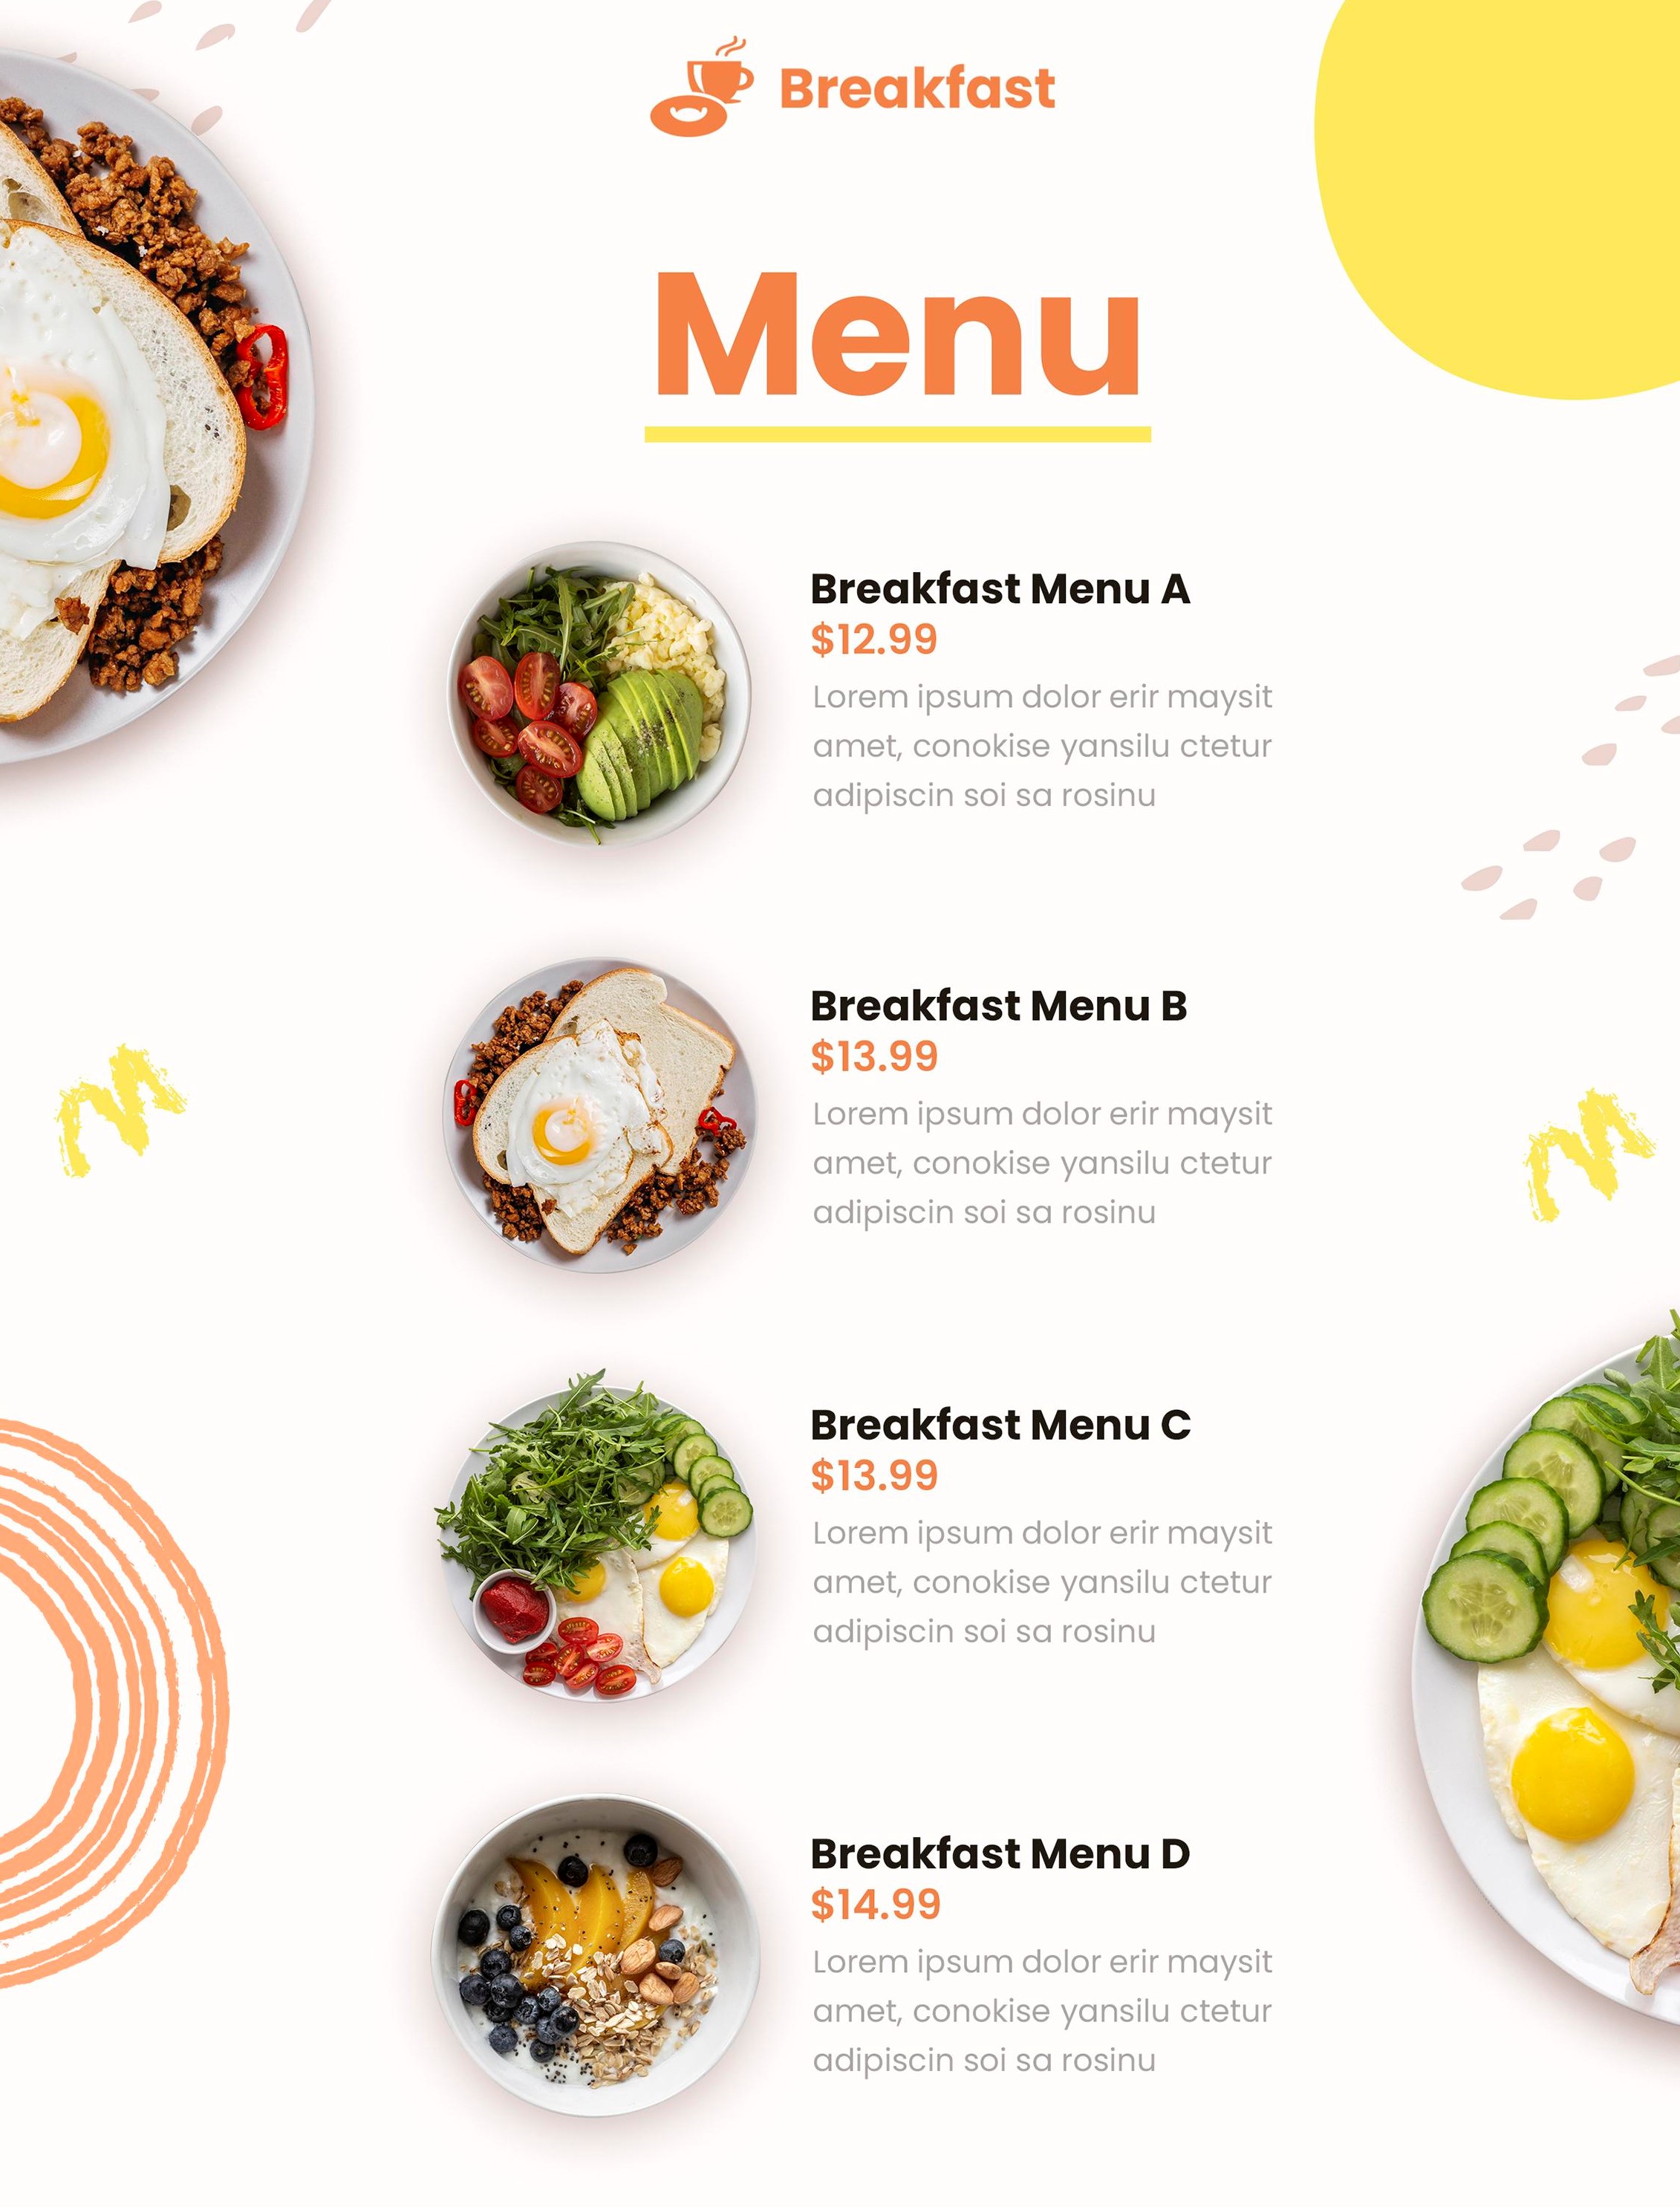 Breakfast
Menu
Breakfast Menu A
$12.99
Lorem ipsum dolor erir maysit
amet, conokise yansilu ctetur
adipiscin soi sa rosinu
Breakfast Menu B
$13.99
Lorem ipsum dolor erir maysit
amet, conokise yansilu ctetur
adipiscin soi sa rosinu
Breakfast Menu C
$13.99
Lorem ipsum dolor erir maysit
amet, conokise yansilu ctetur
adipiscin soi sa rosinu
Breakfast Menu D
$14.99
Lorem ipsum dolor erir maysit
amet, conokise yansilu ctetur
adipiscin soi sa rosinu